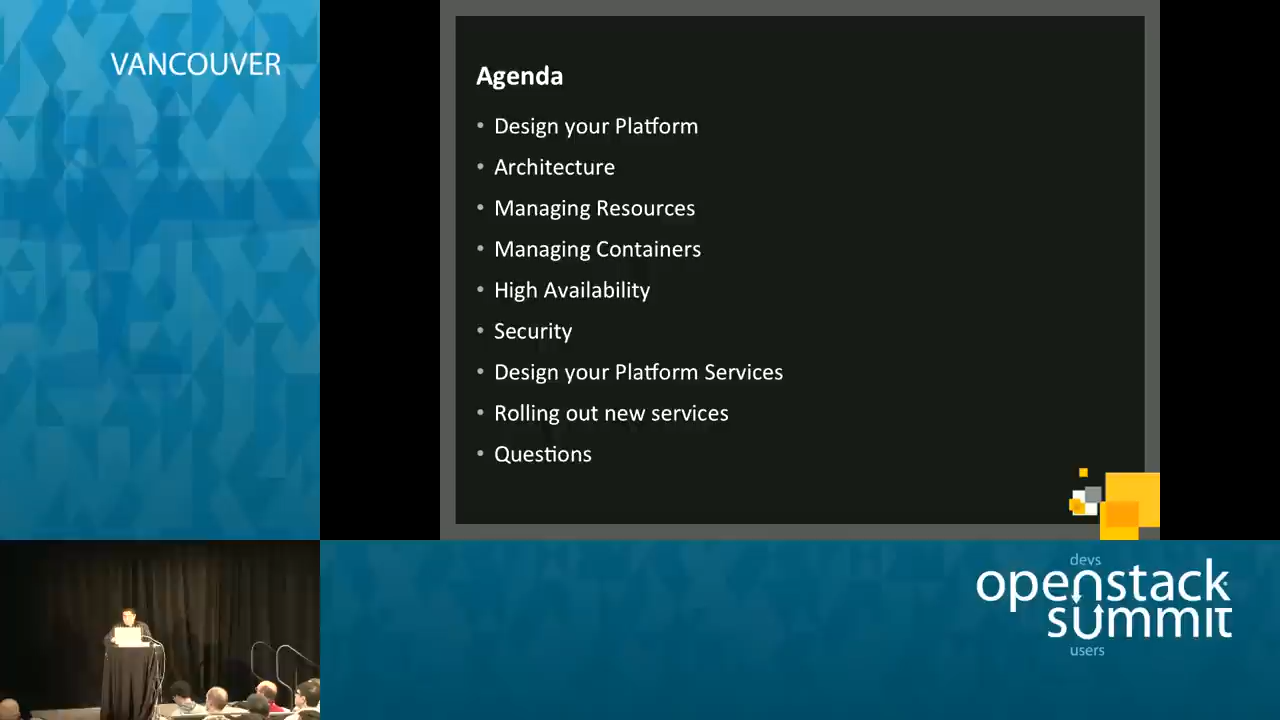 VANCOUVER
Agenda
• Design your Platform
• Architecture
• Managing Resources
• Managing Containers
• High Availability
• Security
• Design your Platform Services
• Rolling out new services
• Questions
devs
openstack
summit
users